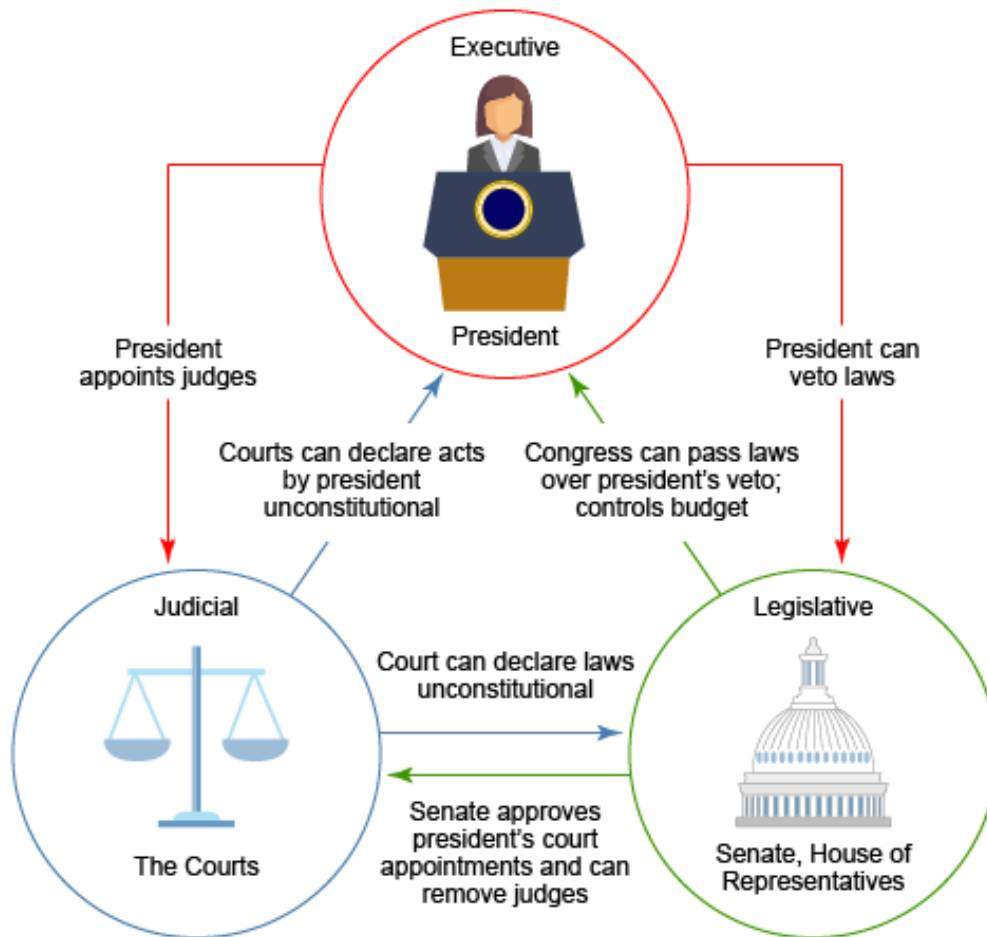 Executive
President
President
appoints judges
President can
veto laws
Courts can declare acts
by president
unconstitutional
Congress can pass laws
over president’s veto;
controls budget
Judicial
The Courts
Court can declare laws
unconstitutional
Senate approves
president’s court
appointments and can
remove judges
Legislative
Senate, House of
Representatives